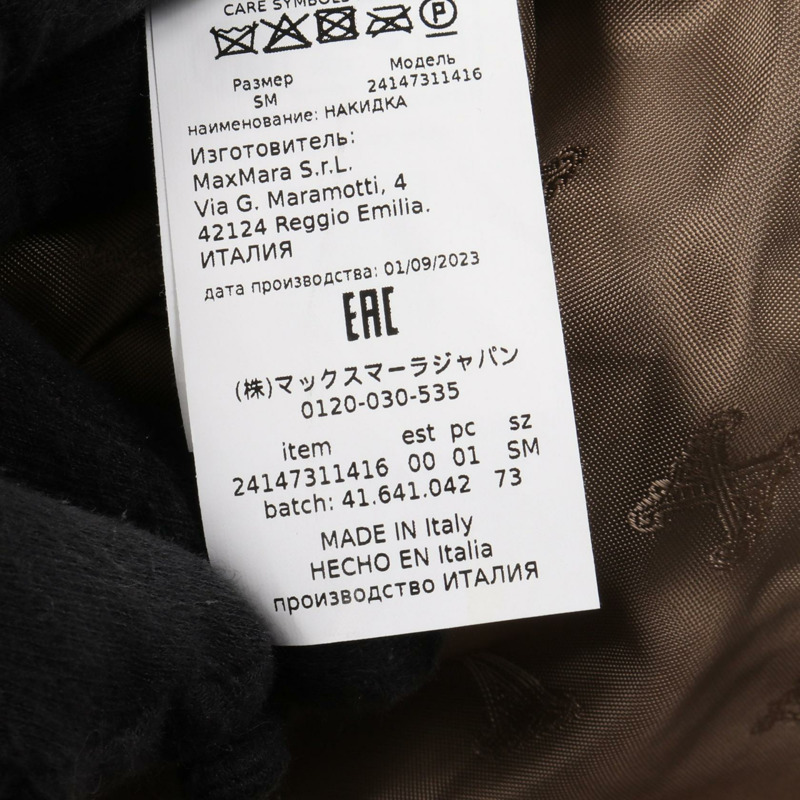 CARE SYMBOLS
P
Размер Модель
SM 24147311416
наименование: НАКИДКА
Изготовитель:
MaxMara S.r.L.
Via G. Maramotti, 4
42124 Reggio Emilia.
ИТАЛИЯ
дата производства: 01/09/2023
EAC
(株)マックスマーラジャパン
0120-030-535
item est pc sz
24147311416 00 01 SM
batch: 41.641.042 73
MADE IN Italy
HECHO EN Italia
производство ИТАЛИЯ